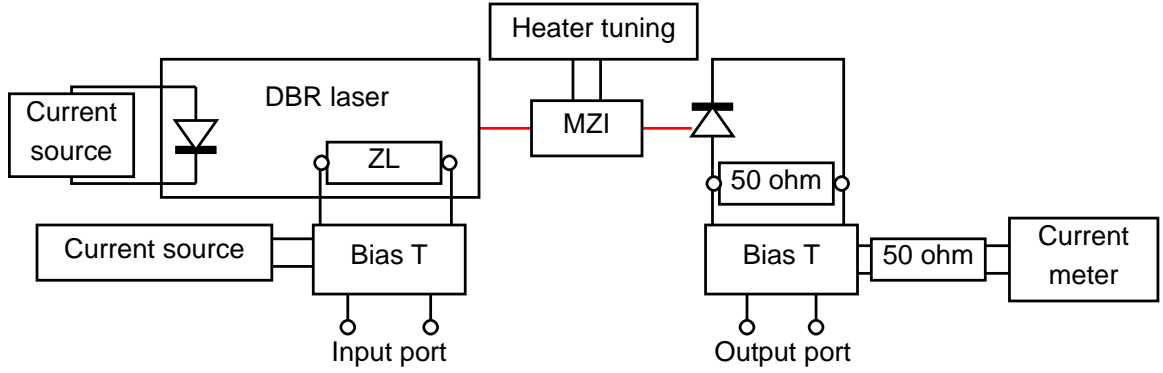 Heater tuning
DBR laser
Current
source
MZI
ZL
50 ohm
Current source
Bias T
Bias T
50 ohm
Current
meter
Input port
Output port